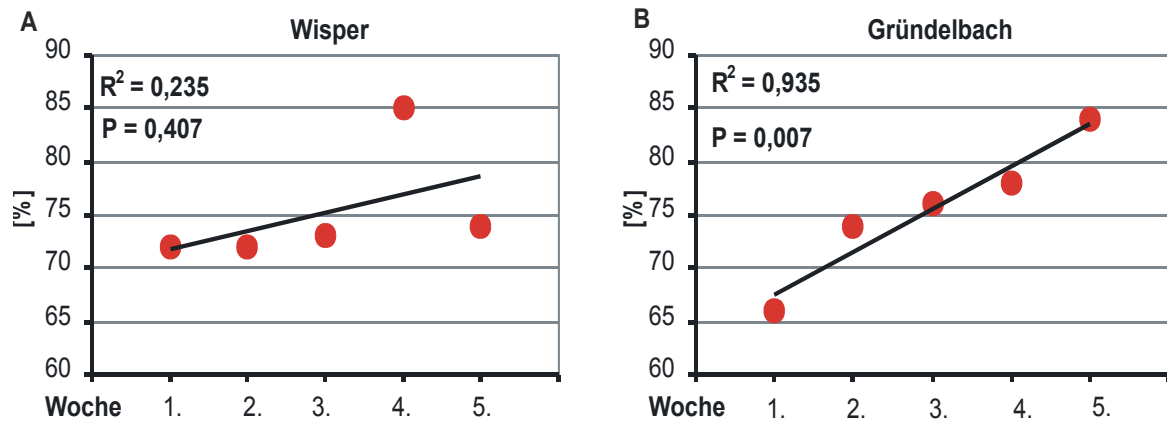 A
Wisper
90
85
80
75
70
65
60
[%]
R² = 0,235
P = 0,407
Woche 1. 2. 3. 4. 5.
B
Gründelbach
90
85
80
75
70
65
60
[%]
R² = 0,935
P = 0,007
Woche 1. 2. 3. 4. 5.